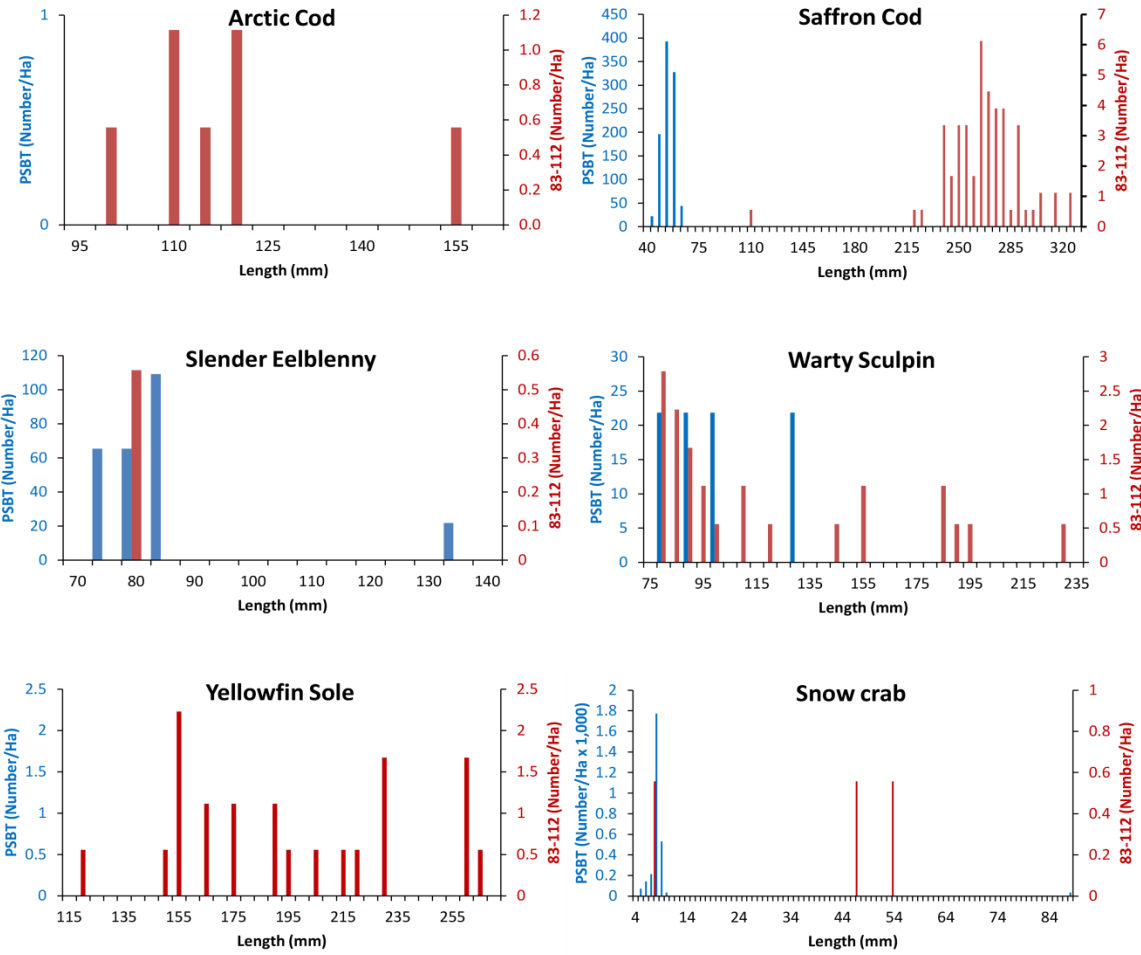 Arctic Cod
PSBT (Number/Ha)
1
0
1.2
1.0
0.8
0.6
0.4
0.2
0.0
83-112 (Number/Ha)
95 110 125 140 155
Length (mm)
Saffron Cod
PSBT (Number/Ha)
450
400
350
300
250
200
150
100
50
0
7
6
5
4
3
2
1
0
83-112 (Number/Ha)
40 75 110 145 180 215 250 285 320
Length (mm)
Slender Eelblenny
PSBT (Number/Ha)
120
100
80
60
40
20
0
0.6
0.5
0.4
0.3
0.2
0.1
0
83-112 (Number/Ha)
70 80 90 100 110 120 130 140
Length (mm)
Warty Sculpin
PSBT (Number/Ha)
30
25
20
15
10
5
0
3
2.5
2
1.5
1
0.5
0
83-112 (Number/Ha)
75 95 115 135 155 175 195 215 235
Length (mm)
Yellowfin Sole
PSBT (Number/Ha)
2.5
2
1.5
1
0.5
0
2.5
2
1.5
1
0.5
0
83-112 (Number/Ha)
115 135 155 175 195 215 235 255
Length (mm)
Snow crab
PSBT (Number/Ha x 1,000)
2
1.8
1.6
1.4
1.2
1
0.8
0.6
0.4
0.2
0
1
0.8
0.6
0.4
0.2
0
83-112 (Number/Ha)
4 14 24 34 44 54 64 74 84
Length (mm)